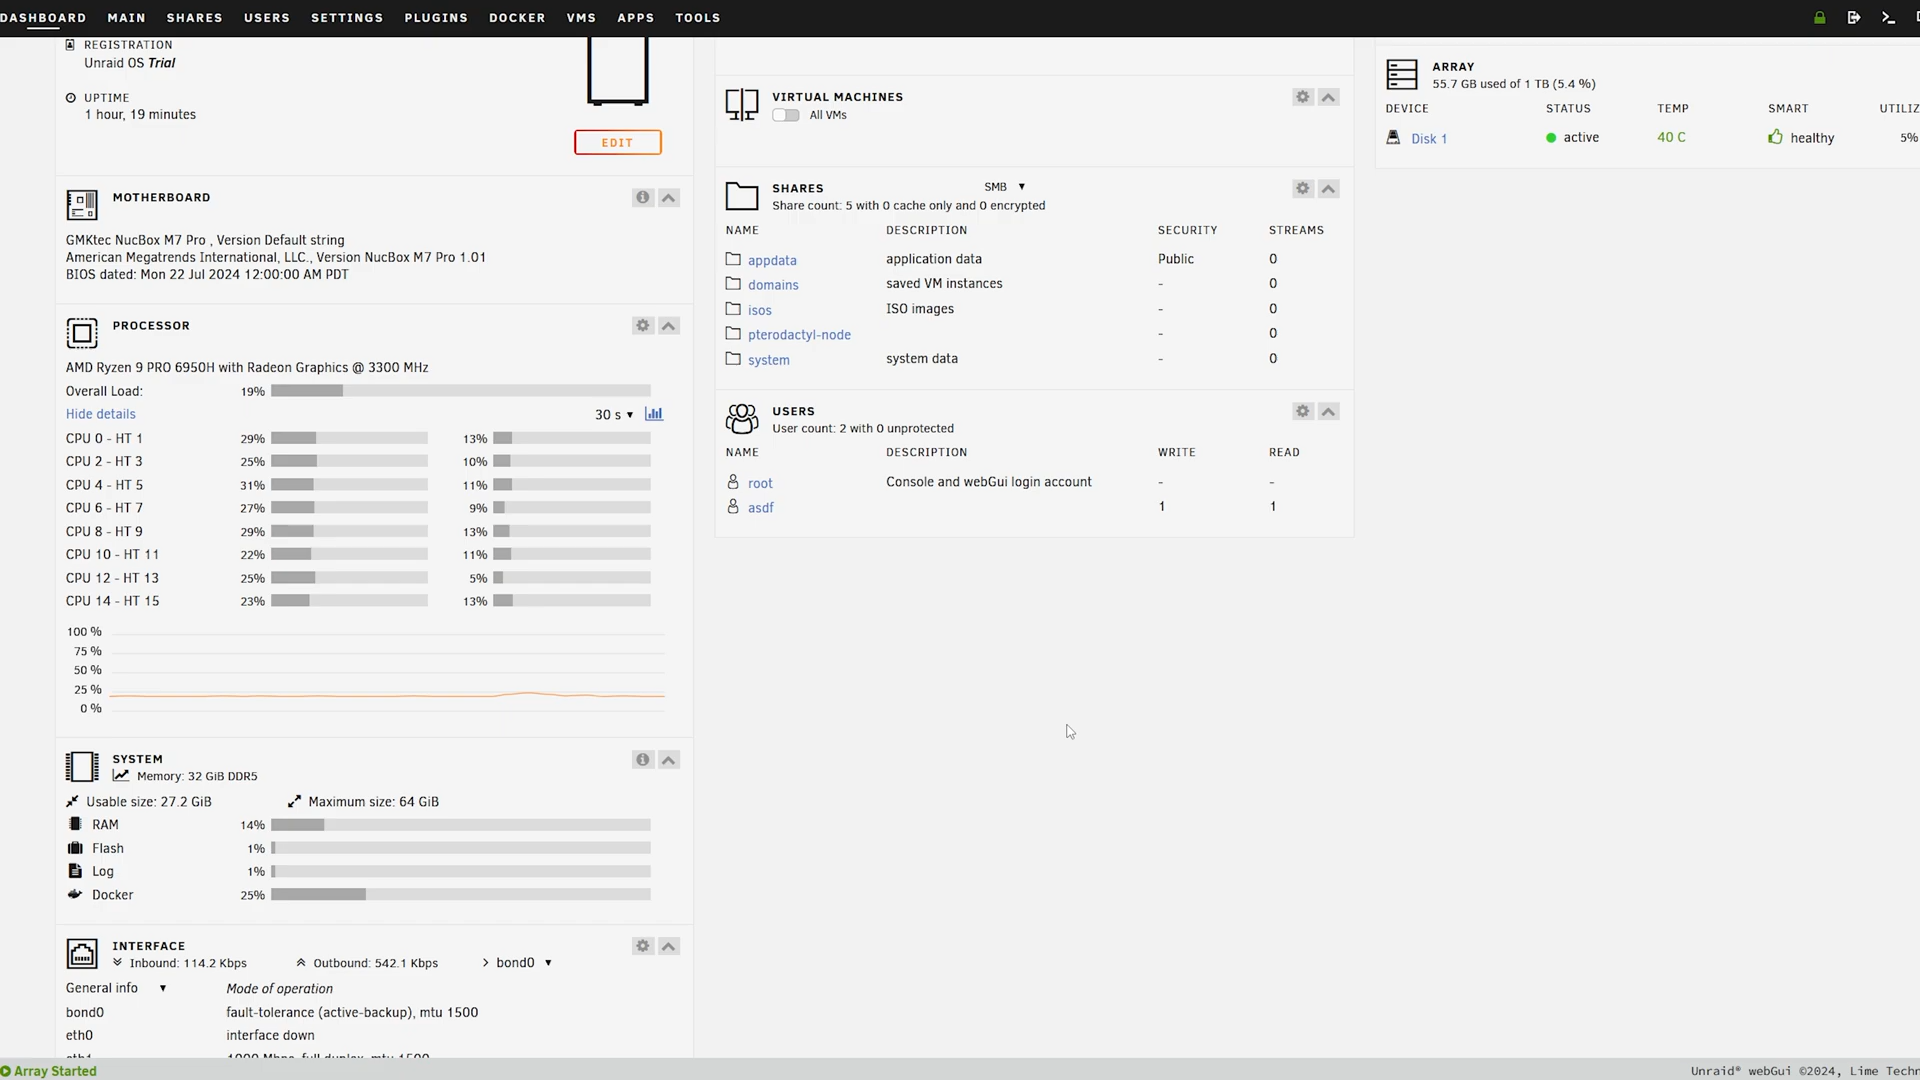 DASHBOARD MAIN SHARES USERS SETTINGS PLUGINS DOCKER VMS APPS TOOLS
REGISTRATION
Unraid OS Trial
UPTIME
1 hour, 19 minutes
EDIT
MOTHERBOARD
GMKtec NucBox M7 Pro , Version Default string
American Megatrends International, LLC., Version NucBox M7 Pro 1.01
BIOS dated: Mon 22 Jul 2024 12:00:00 AM PDT
PROCESSOR
AMD Ryzen 9 PRO 6950H with Radeon Graphics @ 3300 MHz
Overall Load: 19%
Hide details 30 s
CPU 0 - HT 1 29% 13%
CPU 2 - HT 3 25% 10%
CPU 4 - HT 5 31% 11%
CPU 6 - HT 7 27% 9%
CPU 8 - HT 9 29% 13%
CPU 10 - HT 11 22% 11%
CPU 12 - HT 13 25% 5%
CPU 14 - HT 15 23% 13%
100 %
75 %
50 %
25 %
0 %
SYSTEM
Memory: 32 GiB DDR5
Usable size: 27.2 GiB Maximum size: 64 GiB
RAM 14%
Flash 1%
Log 1%
Docker 25%
INTERFACE
Inbound: 114.2 Kbps Outbound: 542.1 Kbps bond0
General info Mode of operation
bond0 fault-tolerance (active-backup), mtu 1500
eth0 interface down
eth1 1000 Mbps, full duplex, mtu 1500
VIRTUAL MACHINES
All VMs
SHARES SMB
Share count: 5 with 0 cache only and 0 encrypted
NAME DESCRIPTION SECURITY STREAMS
appdata application data Public 0
domains saved VM instances - 0
isos ISO images - 0
pterodactyl-node - 0
system system data - 0
USERS
User count: 2 with 0 unprotected
NAME DESCRIPTION WRITE READ
root Console and webGui login account - -
asdf 1 1
ARRAY
55.7 GB used of 1 TB (5.4 %)
DEVICE STATUS TEMP SMART UTILIZ
Disk 1 active 40 C healthy 5%
Array Started
Unraid® webGui ©2024, Lime Techn